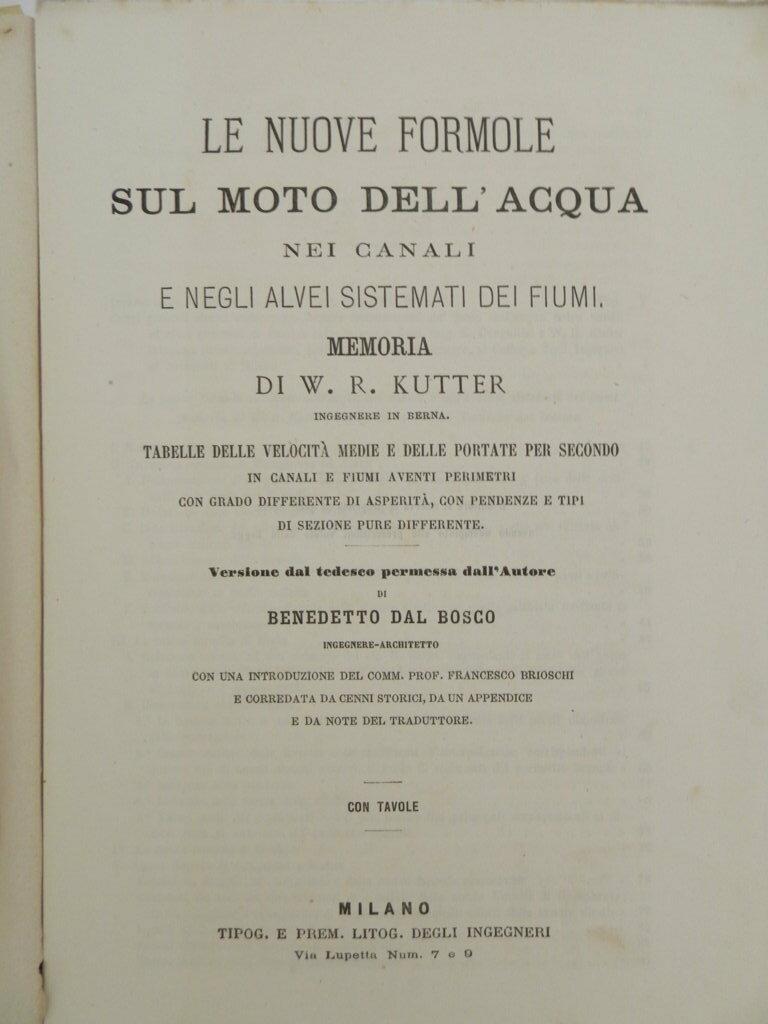 LE NUOVE FORMOLE
SUL MOTO DELL'ACQUA
NEI CANALI
E NEGLI ALVEI SISTEMATI DEI FIUMI.
MEMORIA
DI W. R. KUTTER
INGEGNERE IN BERNA.
TABELLE DELLE VELOCITÀ MEDIE E DELLE PORTATE PER SECONDO
IN CANALI E FIUMI AVENTI PERIMETRI
CON GRADO DIFFERENTE DI ASPERITÀ, CON PENDENZE E TIPI
DI SEZIONE PURE DIFFERENTE.
Versione dal tedesco permessa dall'Autore
DI
BENEDETTO DAL BOSCO
INGEGNERE-ARCHITETTO
CON UNA INTRODUZIONE DEL COMM. PROF. FRANCESCO BRIOSCHI
E CORREDATA DA CENNI STORICI, DA UN APPENDICE
E DA NOTE DEL TRADUTTORE.
CON TAVOLE
MILANO
TIPOG. E PREM. LITOG. DEGLI INGEGNERI
Via Lupetta Num. 7 e 9